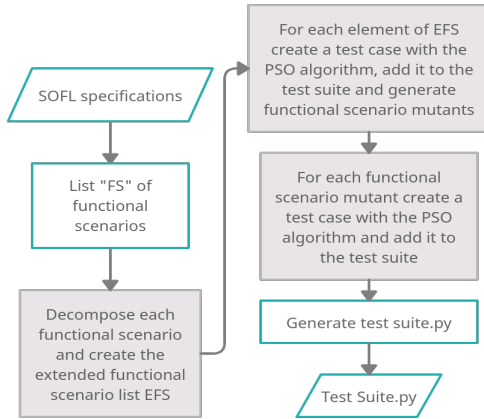 SOFL specifications
List "FS" of
functional
scenarios
Decompose each
functional scenario
and create the
extended functional
scenario list EFS
For each element of EFS
create a test case with the
PSO algorithm, add it to the
test suite and generate
functional scenario mutants
For each functional
scenario mutant create a
test case with the PSO
algorithm and add it to
the test suite
Generate test suite.py
Test Suite.py